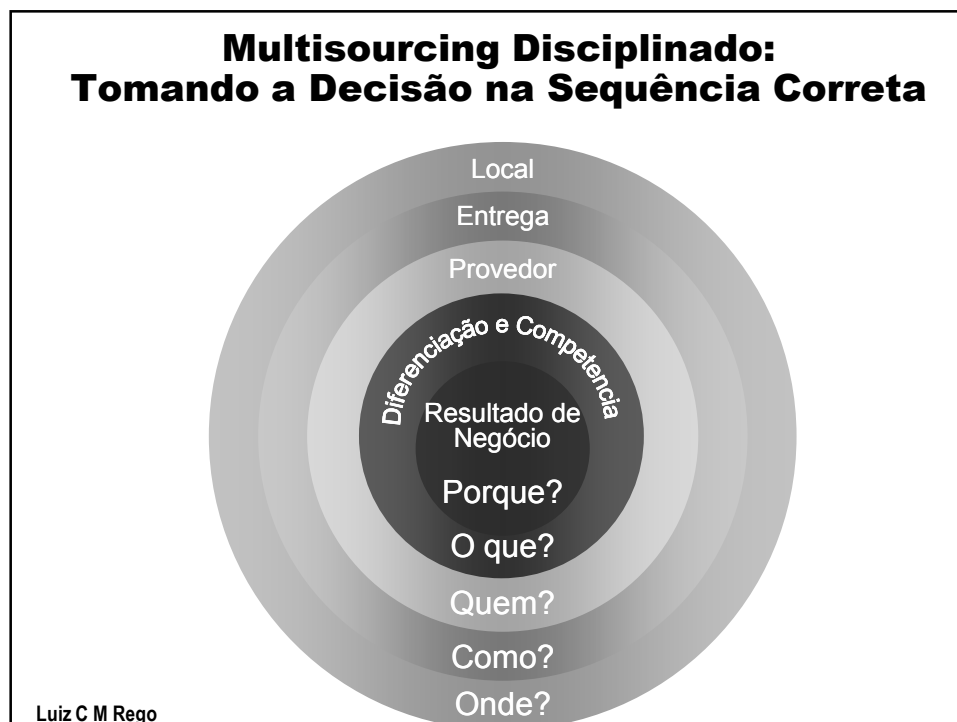 Multisourcing Disciplinado:
Tomando a Decisão na Sequência Correta
Local
Entrega
Provedor
Diferenciação e Competencia
Resultado de
Negócio
Porque?
O que?
Quem?
Como?
Onde?
Luiz C M Rego